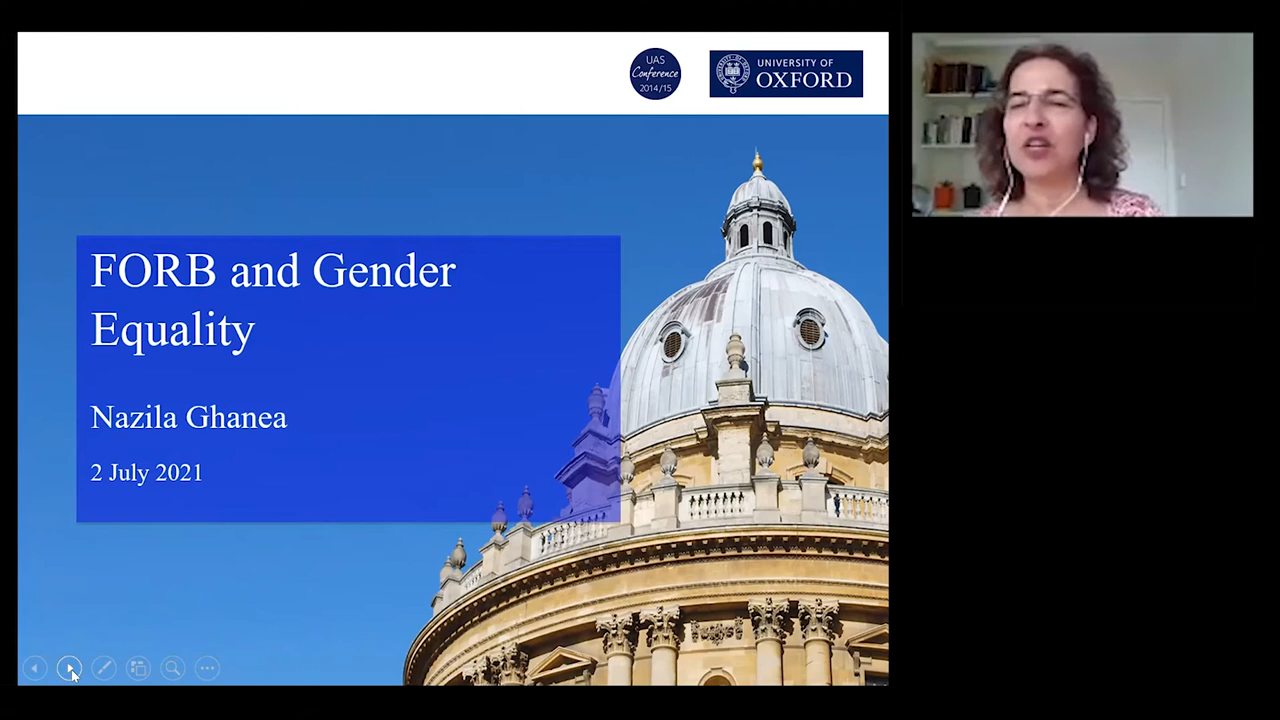 UAS
Conference
2014/15
UNIVERSITY OF
OXFORD
FORB and Gender
Equality
Nazila Ghanea
2 July 2021